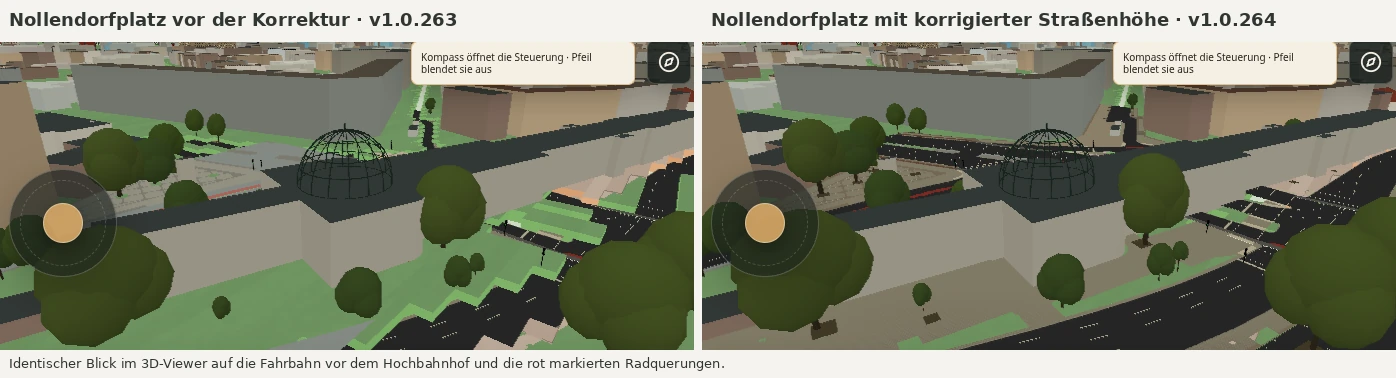 Nollendorfplatz vor der Korrektur · v1.0.263
Nollendorfplatz mit korrigierter Straßenhöhe · v1.0.264
Kompass öffnet die Steuerung · Pfeil
blendet sie aus
Kompass öffnet die Steuerung · Pfeil
blendet sie aus
Identischer Blick im 3D-Viewer auf die Fahrbahn vor dem Hochbahnhof und die rot markierten Radquerungen.